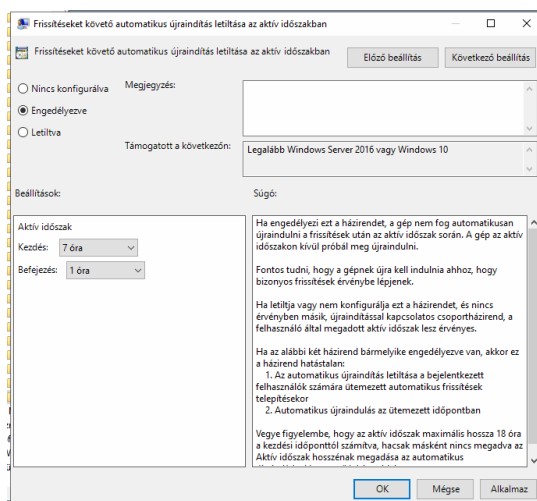 Frissítéseket követő automatikus újraindítás letiltása az aktív időszakban
Frissítéseket követő automatikus újraindítás letiltása az aktív időszakban
Előző beállítás
Következő beállítás
Nincs konfigurálva
Megjegyzés:
Engedélyezve
Letiltva
Támogatott a következőn:
Legalább Windows Server 2016 vagy Windows 10
Beállítások:
Súgó:
Aktív időszak
Kezdés: 7 óra
Befejezés: 1 óra
Ha engedélyezi ezt a házirendet, a gép nem fog automatikusan
újraindulni a frissítések után az aktív időszak során. A gép az aktív
időszakon kívül próbál meg újraindulni.
Fontos tudni, hogy a gépnek újra kell indulnia ahhoz, hogy
bizonyos frissítések érvénybe lépjenek.
Ha letiltja vagy nem konfigurálja ezt a házirendet, és nincs
érvényben másik, újraindítással kapcsolatos csoportházirend, a
felhasználó által megadott aktív időszak lesz érvényes.
Ha az alábbi két házirend bármelyike engedélyezve van, akkor ez
a házirend hatástalan:
1. Az automatikus újraindítás letiltása a bejelentkezett
felhasználók számára ütemezett automatikus frissítések
telepítésekor
2. Automatikus újraindulás az ütemezett időpontban
Vegye figyelembe, hogy az aktív időszak maximális hossza 18 óra
a kezdési időponttól számítva, hacsak másként nincs megadva az
Aktív időszak hosszénak megadása az automatikus
OK
Mégse
Alkalmaz